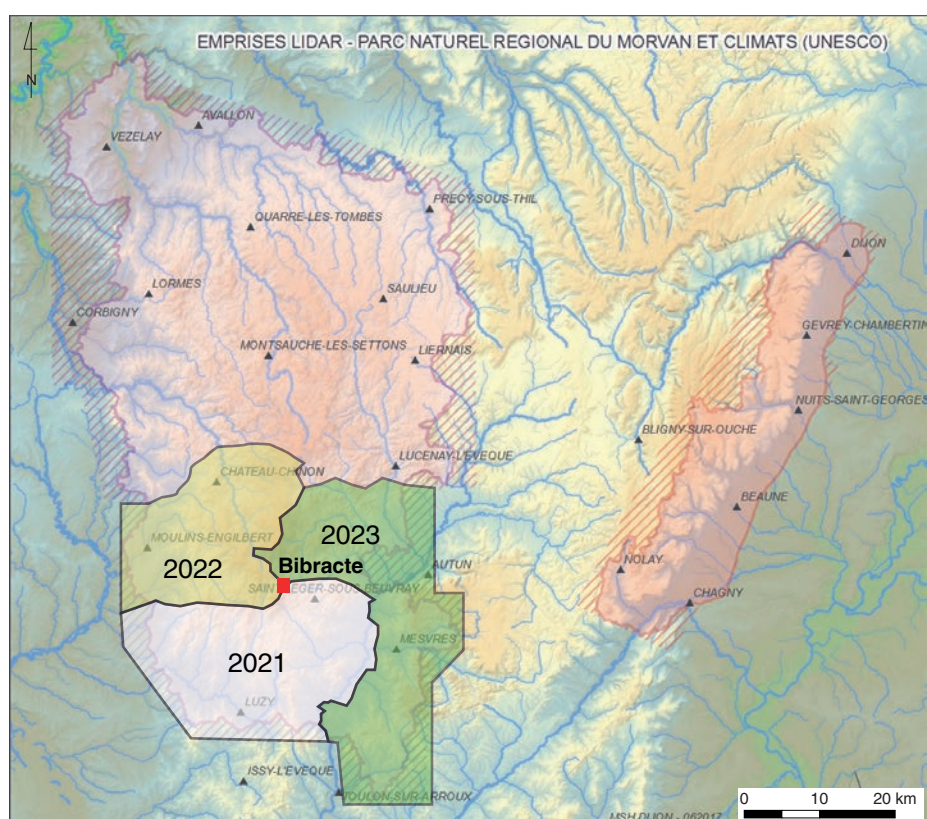 EMPRISES LIDAR - PARC NATUREL REGIONAL DU MORVAN ET CLIMATS (UNESCO)
N
AVALLON
VEZELAY
PRECY-SOUS-THIL
QUARRE-LES-TOMBES
DIJON
LORMES
SAULIEU
CORBIGNY
GEVREY-CHAMBERTIN
MONTSAUCHE-LES-SETTONS
LIERNAIS
NUITS-SAINT-GEORGES
BLIGNY-SUR-OUCHE
LUCENAY-L'EVEQUE
CHATEAU-CHINON
BEAUNE
2023
MOULINS-ENGILBERT
2022
Bibracte
AUTUN
NOLAY
SAINT-LEGER-SOUS-BEUVRAY
CHAGNY
MESVRES
2021
LUZY
ISSY-L'EVEQUE
TOULON-SUR-ARROUX
0 10 20 km
MSH DIJON - 062017